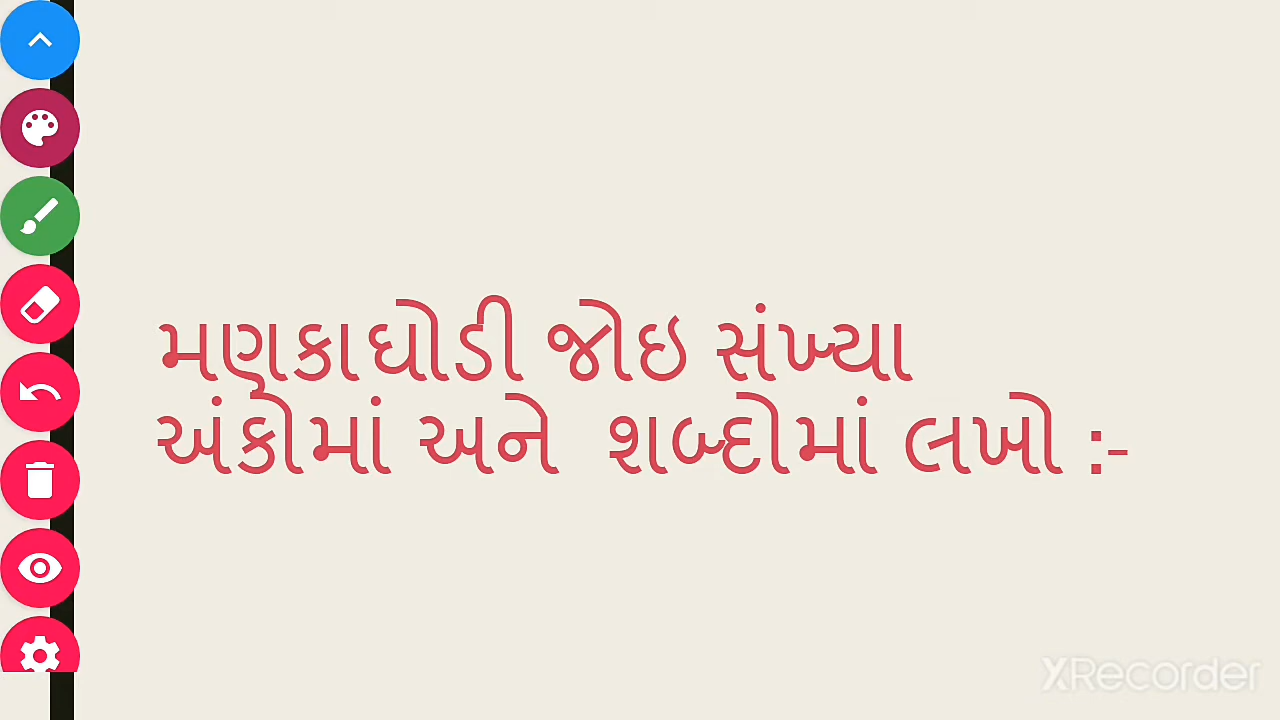 મણકાઘોડી જોઇ સંખ્યા
અંકોમાં અને શબ્દોમાં લખો :-
XRecorder